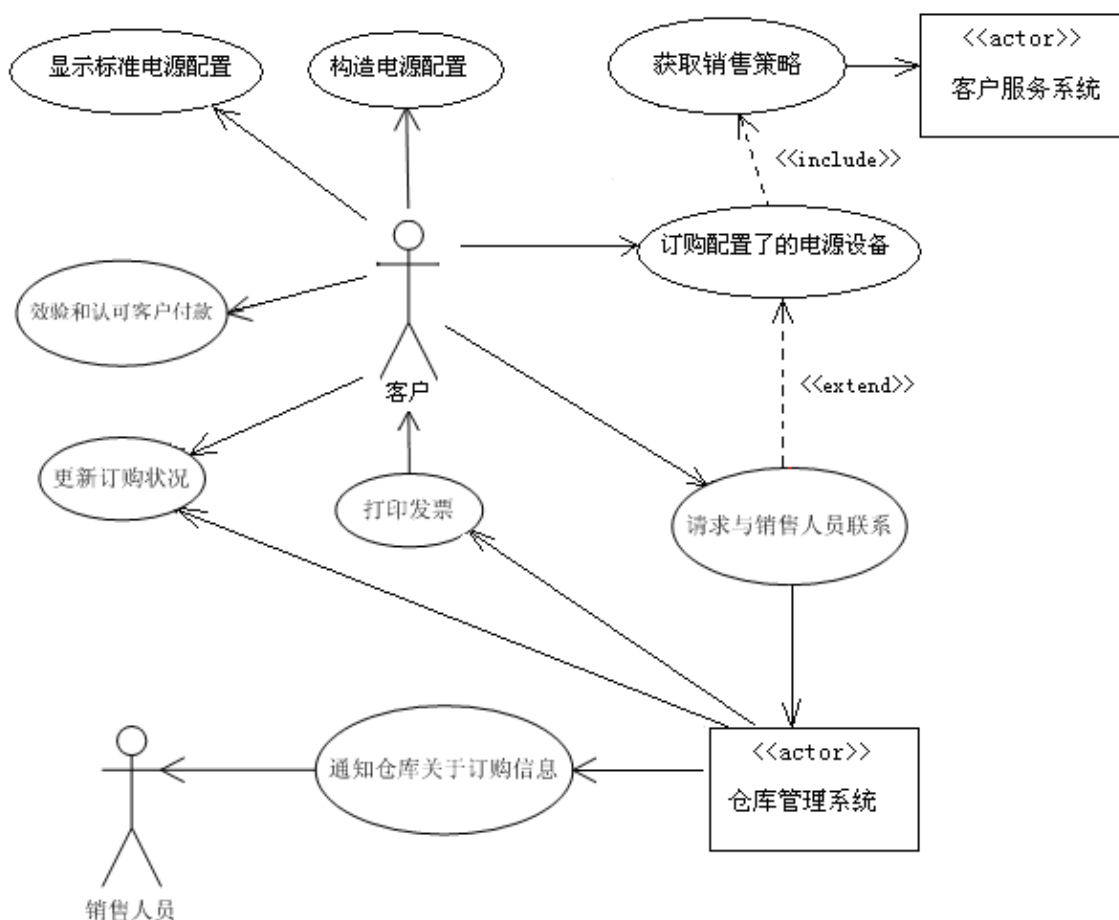 显示标准电源配置
构造电源配置
获取销售策略
<<actor>>
客户服务系统
<<include>>
订购配置了的电源设备
效验和认可客户付款
<<extend>>
客户
更新订购状况
打印发票
请求与销售人员联系
<<actor>>
仓库管理系统
通知仓库关于订购信息
销售人员